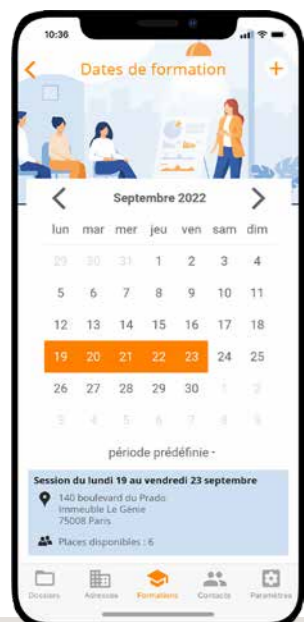 10:36
Dates de formation
Septembre 2022
lun mar mer jeu ven sam dim
29 30 31 1 2 3 4
5 6 7 8 9 10 11
12 13 14 15 16 17 18
19 20 21 22 23 24 25
26 27 28 29 30 1 2
3 4 5 6 7 8 9
période prédéfinie
Session du lundi 19 au vendredi 23 septembre
140 boulevard du Prado
Immeuble Le Génie
75008 Paris
Places disponibles : 6
Dossiers Adresses Formations Contacts Paramètres